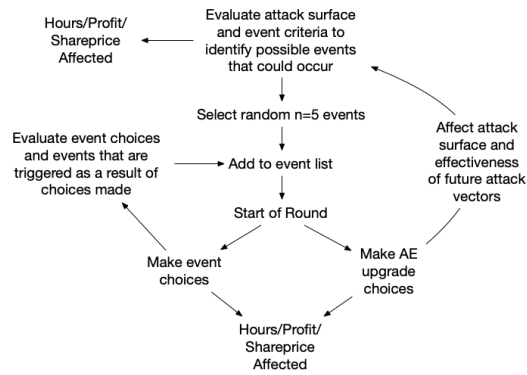 Hours/Profit/
Shareprice
Affected
Evaluate attack surface
and event criteria to
identify possible events
that could occur
Select random n=5 events
Evaluate event choices
and events that are
triggered as a result of
choices made
Add to event list
Affect attack
surface and
effectiveness
of future attack
vectors
Start of Round
Make event
choices
Make AE
upgrade
choices
Hours/Profit/
Shareprice
Affected